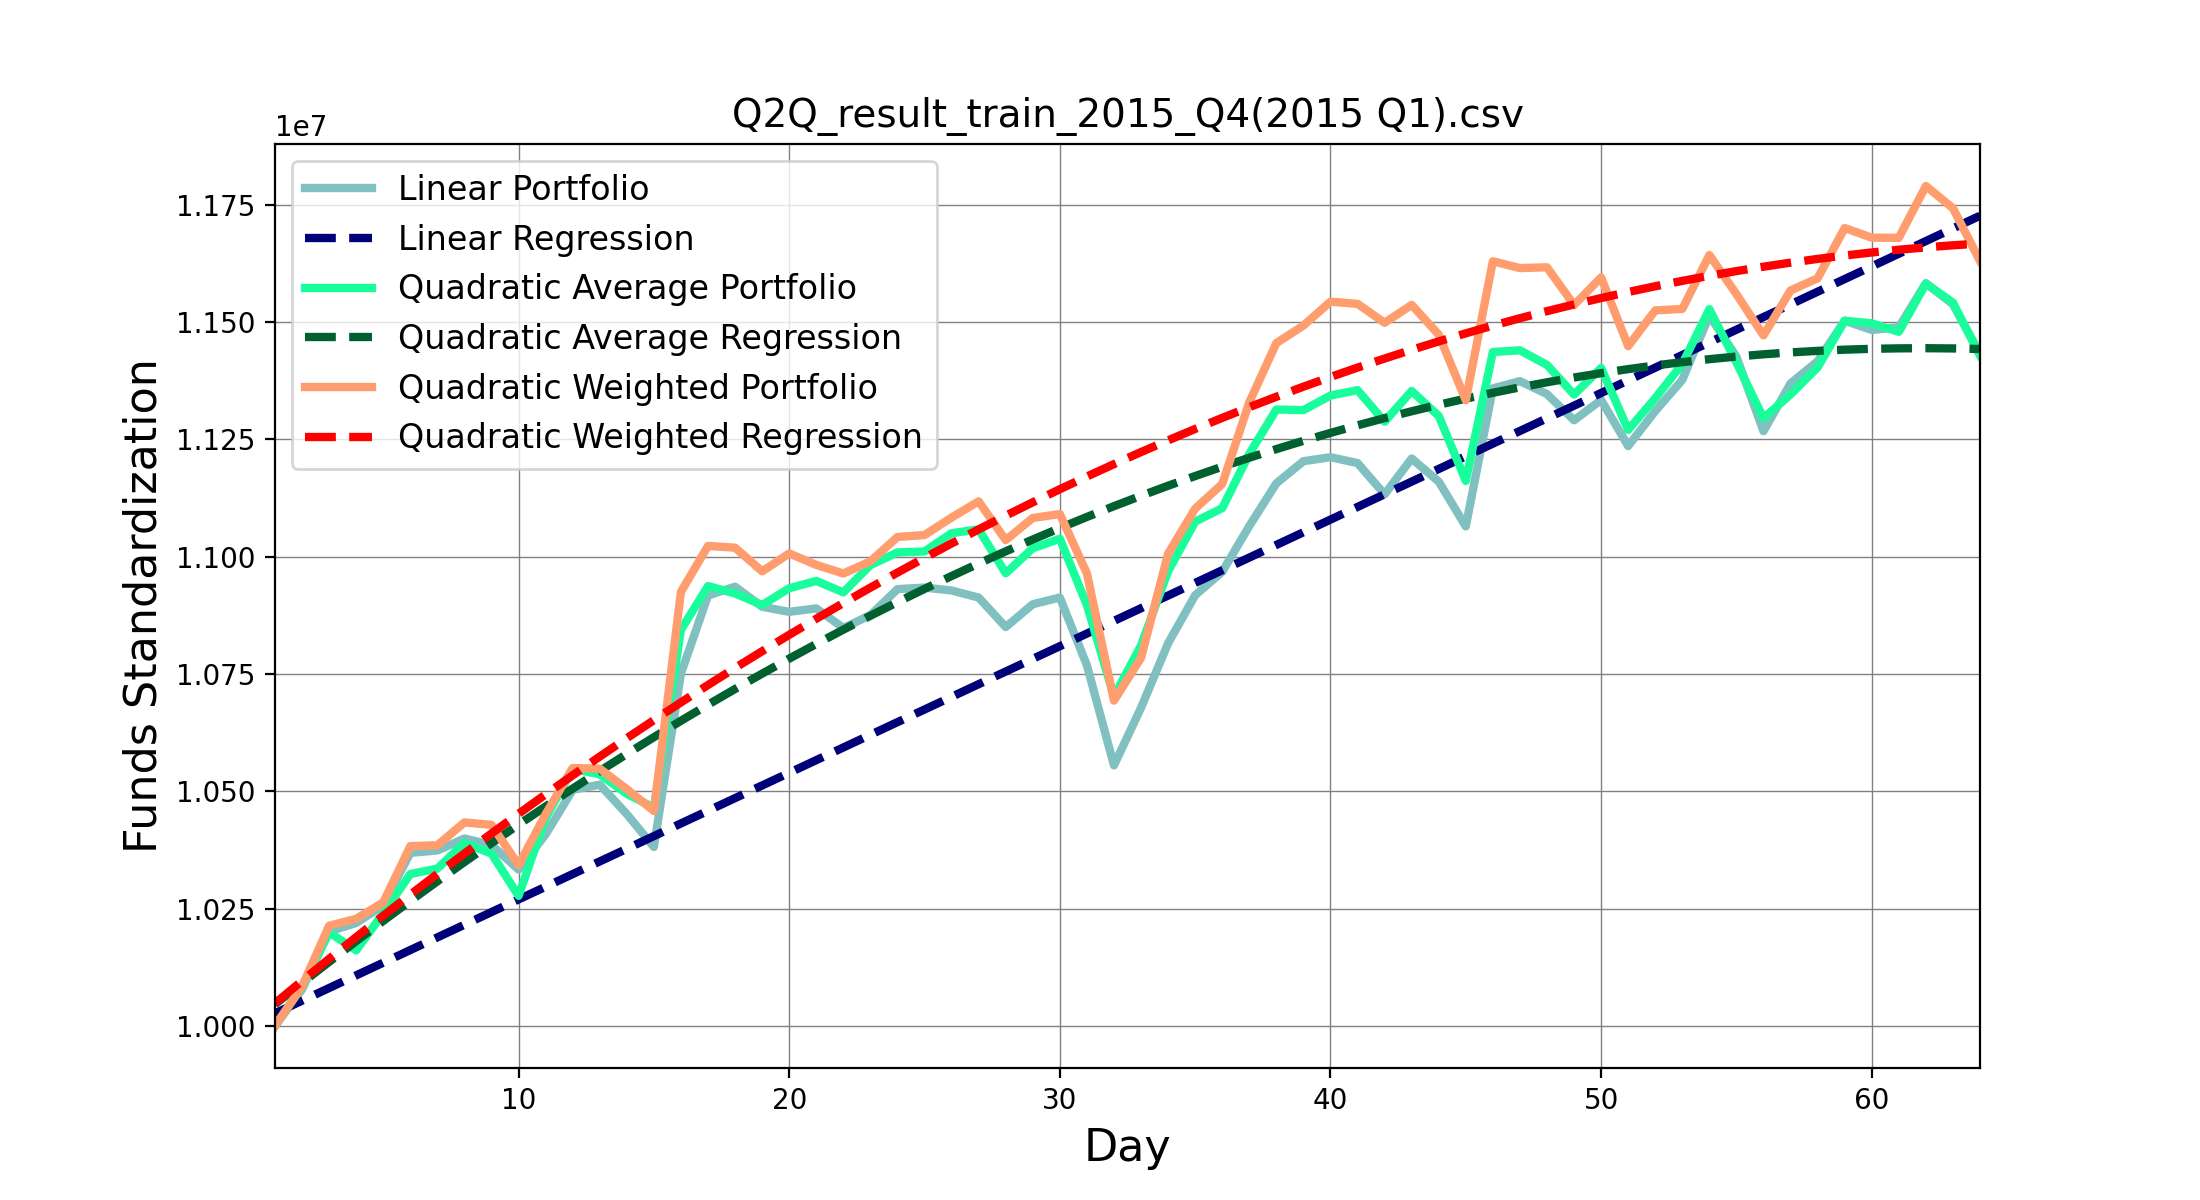 Q2Q_result_train_2015_Q4(2015 Q1).csv
1e7
Linear Portfolio
Linear Regression
Quadratic Average Portfolio
Quadratic Average Regression
Quadratic Weighted Portfolio
Quadratic Weighted Regression
1.175
1.150
1.125
1.100
1.075
1.050
1.025
1.000
Funds Standardization
10 20 30 40 50 60
Day